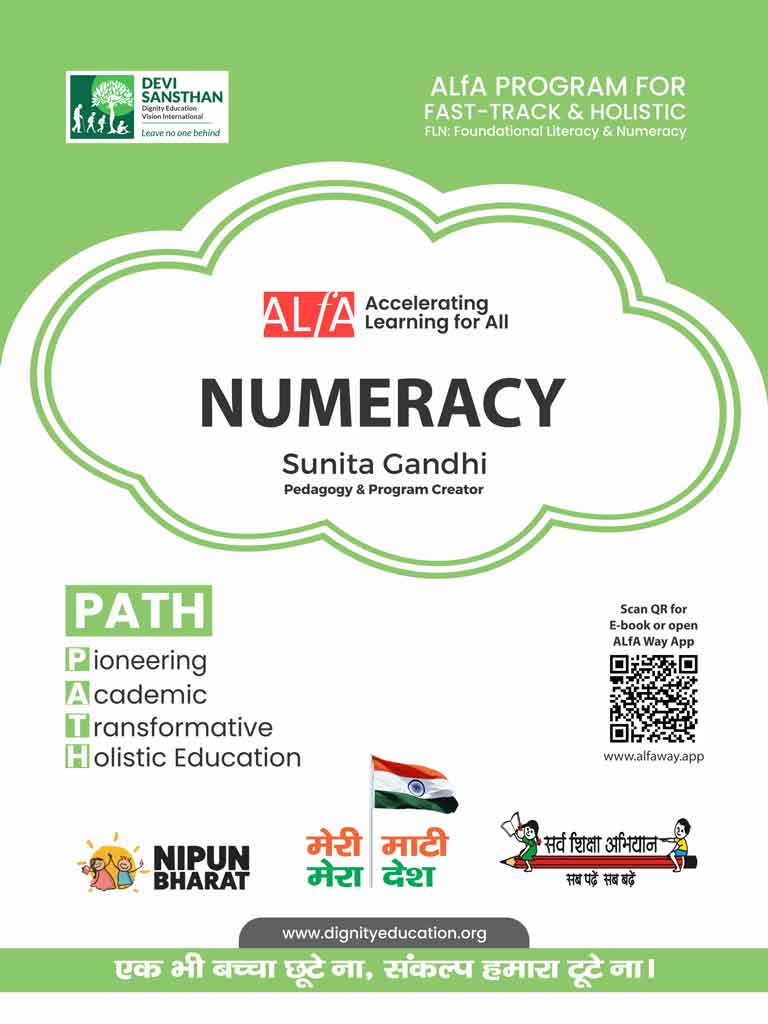 DEVI
SANSTHAN
Dignity Education
Vision International
Leave no one behind
ALfA PROGRAM FOR
FAST-TRACK & HOLISTIC
FLN: Foundational Literacy & Numeracy
ALfA Accelerating
Learning for All
NUMERACY
Sunita Gandhi
Pedagogy & Program Creator
PATH
Pioneering
Academic
Transformative
Holistic Education
Scan QR for
E-book or open
ALfA Way App
www.alfaway.app
NIPUN
BHARAT
मेरी माटी
मेरा देश
सर्व शिक्षा अभियान
सब पढ़ें सब बढ़ें
www.dignityeducation.org
एक भी बच्चा छूटे ना, संकल्प हमारा टूटे ना।